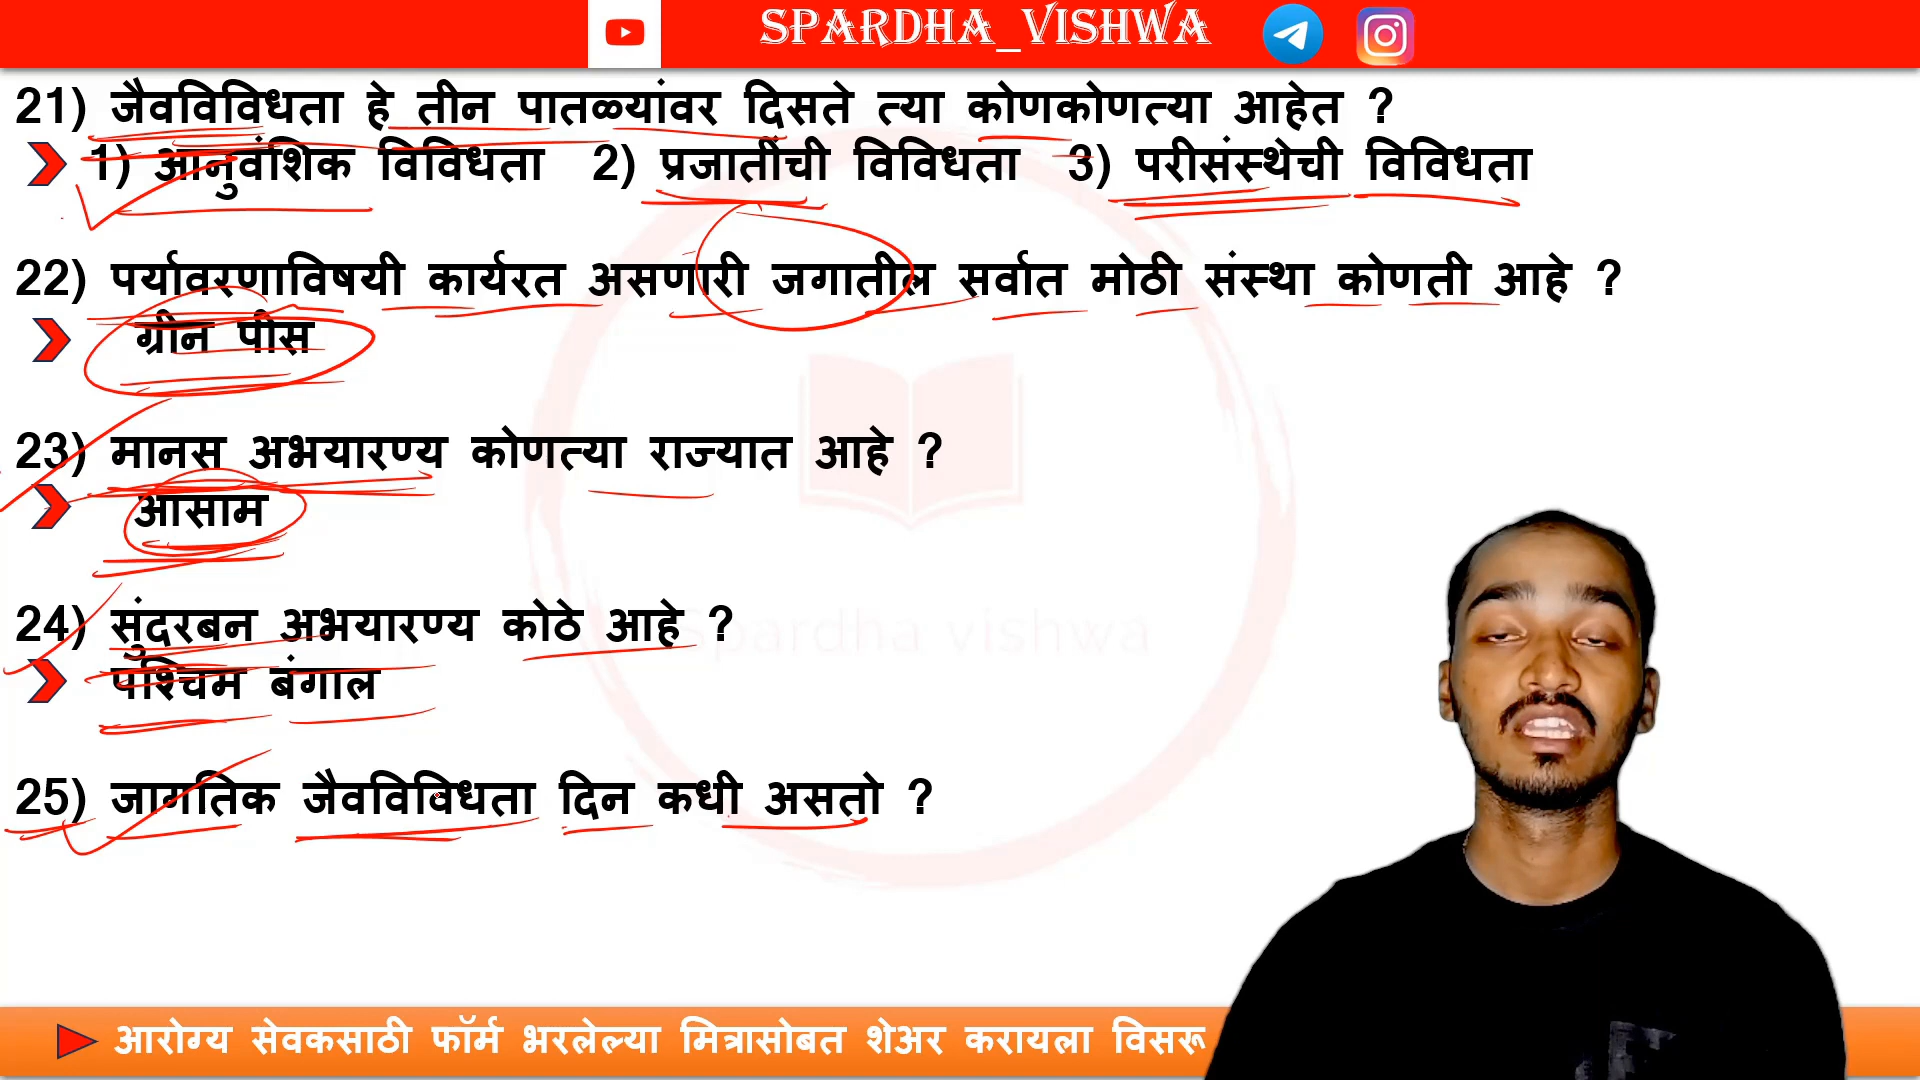 SPARDHA_VISHWA
21) जैवविविधता हे तीन पातळ्यांवर दिसते त्या कोणकोणत्या आहेत ?
1) आनुवंशिक विविधता 2) प्रजातींची विविधता 3) परीसंस्थेची विविधता
22) पर्यावरणाविषयी कार्यरत असणारी जगातील सर्वात मोठी संस्था कोणती आहे ?
ग्रीन पीस
23) मानस अभयारण्य कोणत्या राज्यात आहे ?
आसाम
24) सुंदरबन अभयारण्य कोठे आहे ?
Spardha vishwa
पश्चिम बंगाल
25) जागतिक जैवविविधता दिन कधी असतो ?
आरोग्य सेवकसाठी फॉर्म भरलेल्या मित्रासोबत शेअर करायला विसरू